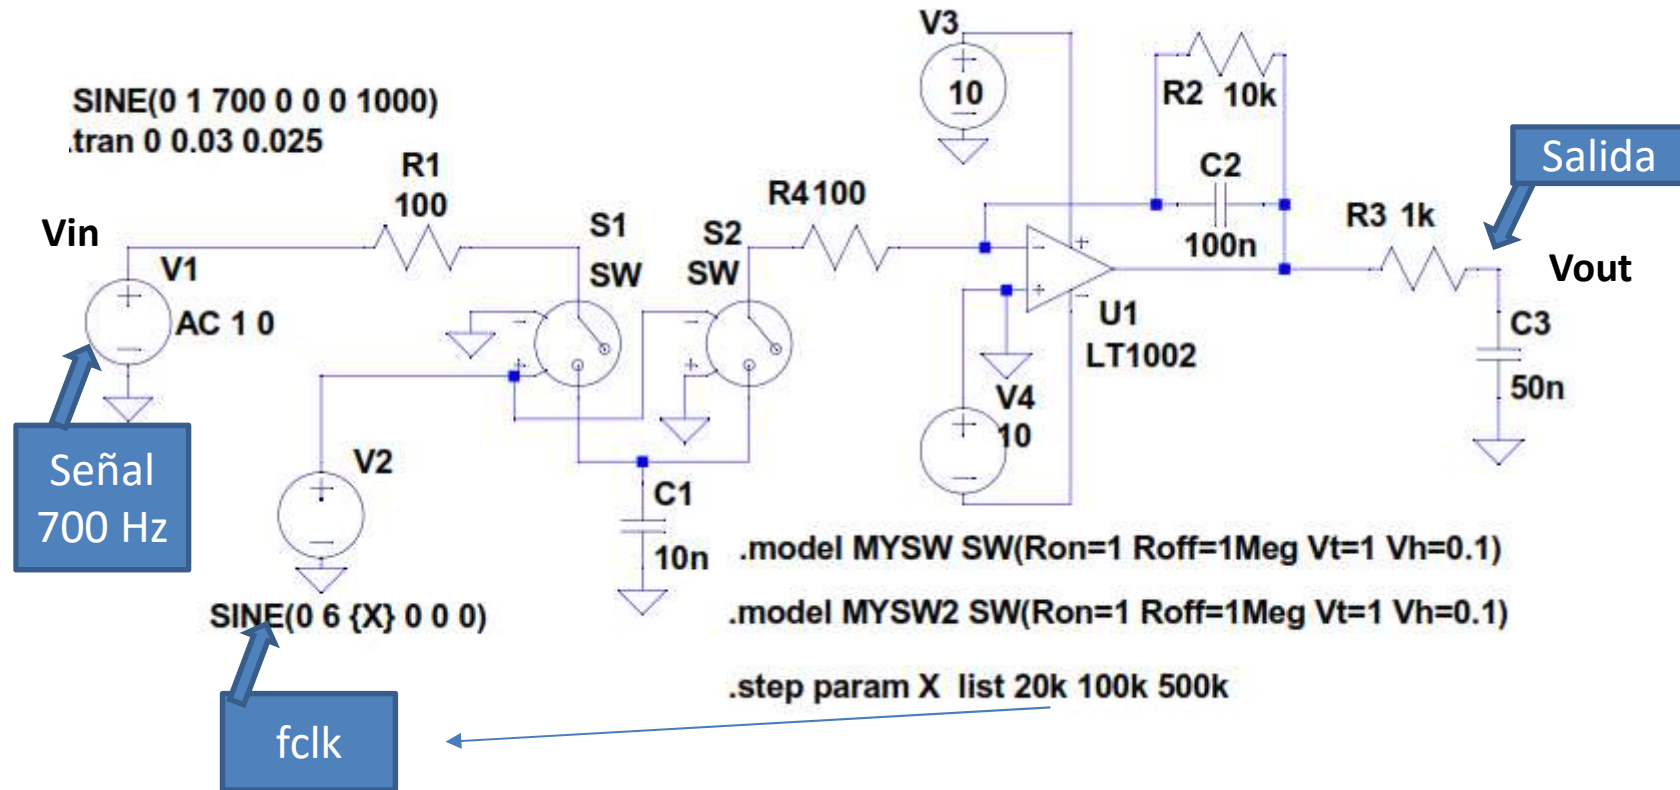 SINE(0 1 700 0 0 0 1000)
.tran 0 0.03 0.025
V3
10
R2 10k
Salida
R1
100
R4 100
C2
100n
R3 1k
Vin
V1
AC 1 0
S1
SW
S2
SW
Vout
U1
LT1002
C3
50n
Señal
700 Hz
V2
V4
10
C1
10n
.model MYSW SW(Ron=1 Roff=1Meg Vt=1 Vh=0.1)
SINE(0 6 {X} 0 0 0)
.model MYSW2 SW(Ron=1 Roff=1Meg Vt=1 Vh=0.1)
.step param X list 20k 100k 500k
fclk